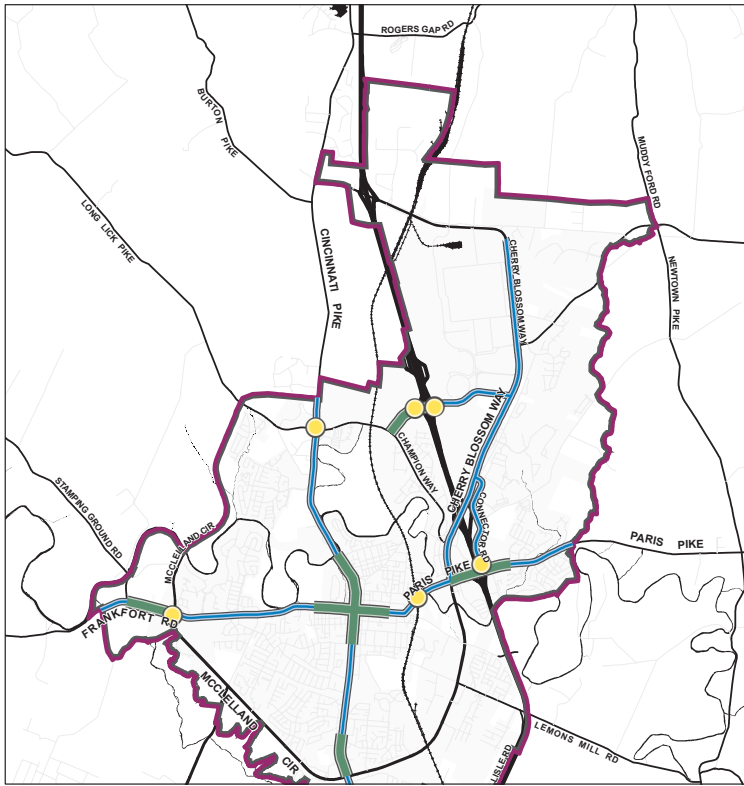 ROGERS GAP RD
BURTON PIKE
MUDDY FORD RD
LONG LICK PIKE
CINCINNATI PIKE
CHERRY BLOSSOM WAY
NEWTOWN PIKE
CHERRY BLOSSOM WAY
CHAMPION WAY
STAMPING GROUND RD
CONNECTOR RD
MCCLELLAND CIR
PARIS PIKE
PARIS PIKE
FRANKFORT RD
MCCLELLAND CIR
LEMONS MILL RD
LISLE RD